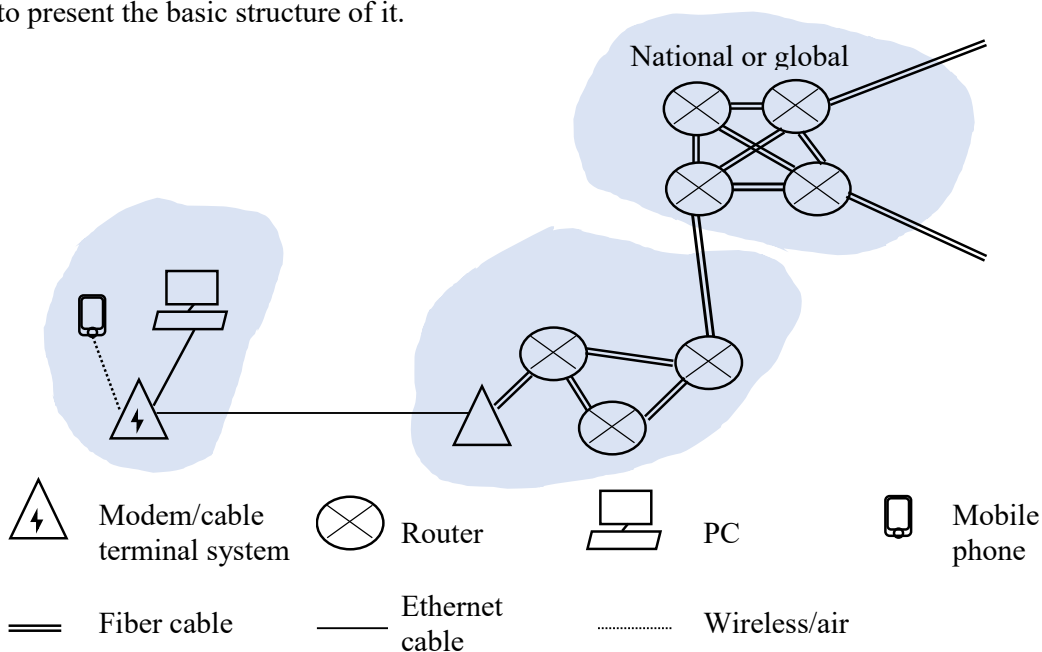 to present the basic structure of it.
National or global
Modem/cable
terminal system
Router
PC
Mobile
phone
Fiber cable
Ethernet
cable
Wireless/air